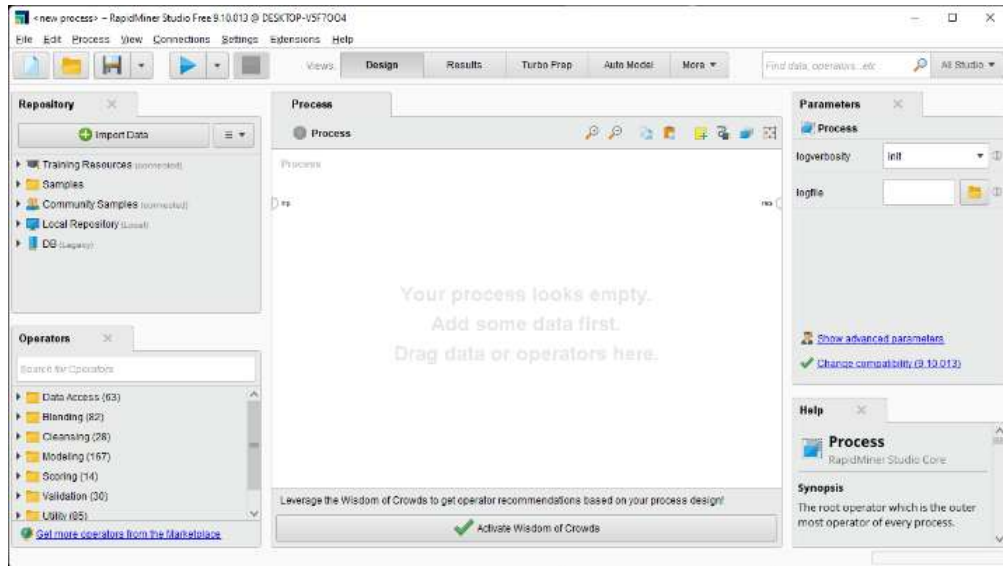 <new process> – RapidMiner Studio Free 9.10.013 @ DESKTOP-V5F7OO4
File Edit Process View Connections Settings Extensions Help
Views: Design Results Turbo Prep Auto Model More
Find data, operators...etc All Studio
Repository
Import Data
Training Resources (connected)
Samples
Community Samples (connected)
Local Repository (Local)
DB (Legacy)
Operators
Search for Operators
Data Access (63)
Blending (82)
Cleansing (28)
Modeling (167)
Scoring (14)
Validation (30)
Utility (85)
Get more operators from the Marketplace
Process
Process
Process
inp
res
Your process looks empty.
Add some data first.
Drag data or operators here.
Leverage the Wisdom of Crowds to get operator recommendations based on your process design!
Activate Wisdom of Crowds
Parameters
Process
logverbosity init
logfile
Show advanced parameters
Change compatibility (9.10.013)
Help
Process
RapidMiner Studio Core
Synopsis
The root operator which is the outer
most operator of every process.